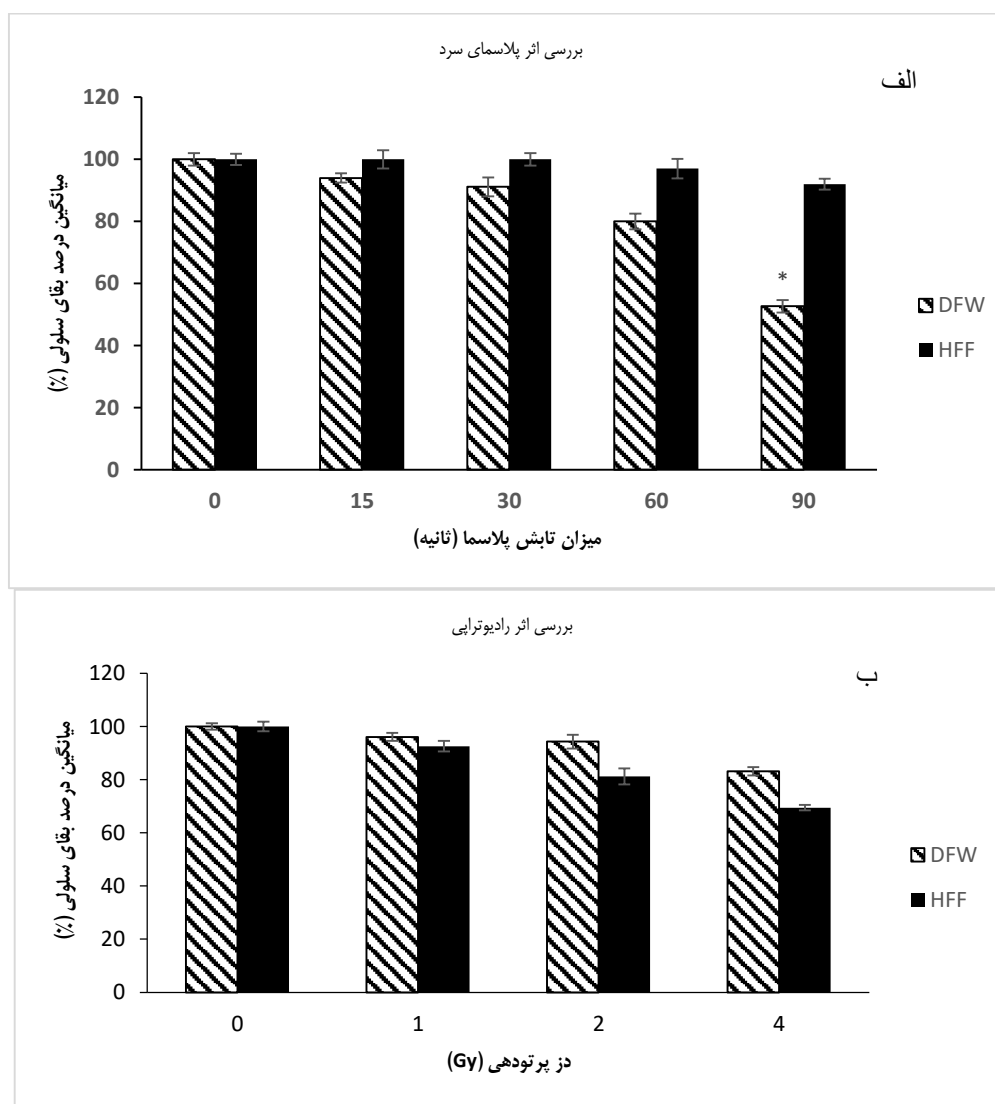 بررسی اثر پلاسمای سرد
الف
میانگین درصد بقای سلولی (٪)
120
100
80
60
40
20
0
*
DFW
HFF
0 15 30 60 90
میزان تابش پلاسما (ثانیه)
بررسی اثر رادیوتراپی
ب
میانگین درصد بقای سلولی (٪)
120
100
80
60
40
20
0
DFW
HFF
0 1 2 4
دز پرتودهی (Gy)